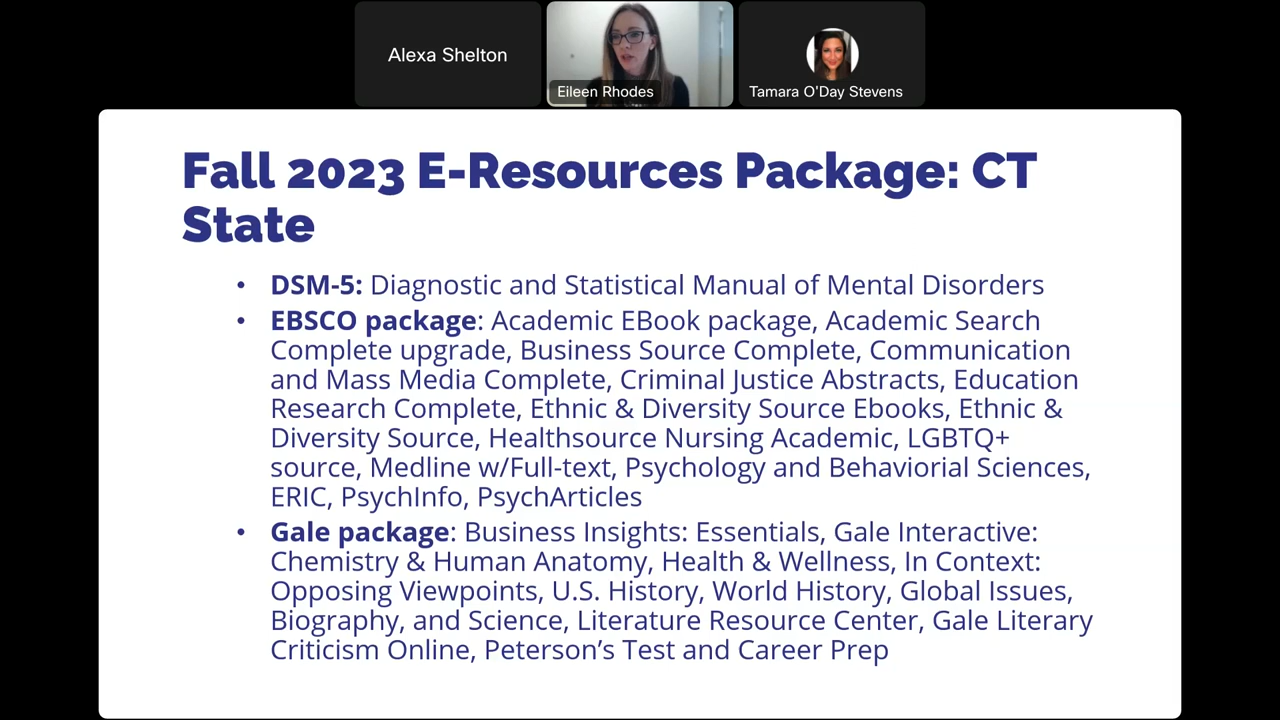 Alexa Shelton
Eileen Rhodes
Tamara O'Day Stevens
Fall 2023 E-Resources Package: CT
State
• DSM-5: Diagnostic and Statistical Manual of Mental Disorders
• EBSCO package: Academic EBook package, Academic Search
Complete upgrade, Business Source Complete, Communication
and Mass Media Complete, Criminal Justice Abstracts, Education
Research Complete, Ethnic & Diversity Source Ebooks, Ethnic &
Diversity Source, Healthsource Nursing Academic, LGBTQ+
source, Medline w/Full-text, Psychology and Behaviorial Sciences,
ERIC, PsychInfo, PsychArticles
• Gale package: Business Insights: Essentials, Gale Interactive:
Chemistry & Human Anatomy, Health & Wellness, In Context:
Opposing Viewpoints, U.S. History, World History, Global Issues,
Biography, and Science, Literature Resource Center, Gale Literary
Criticism Online, Peterson’s Test and Career Prep